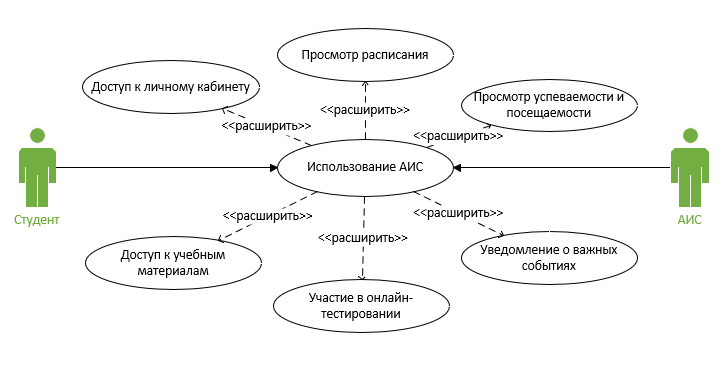 Просмотр расписания
Доступ к личному кабинету
Просмотр успеваемости и
посещаемости
<<расширить>>
<<расширить>>
<<расширить>>
Использование АИС
Студент
АИС
<<расширить>>
<<расширить>>
<<расширить>>
Доступ к учебным
материалам
Уведомление о важных
событиях
Участие в онлайн-
тестировании